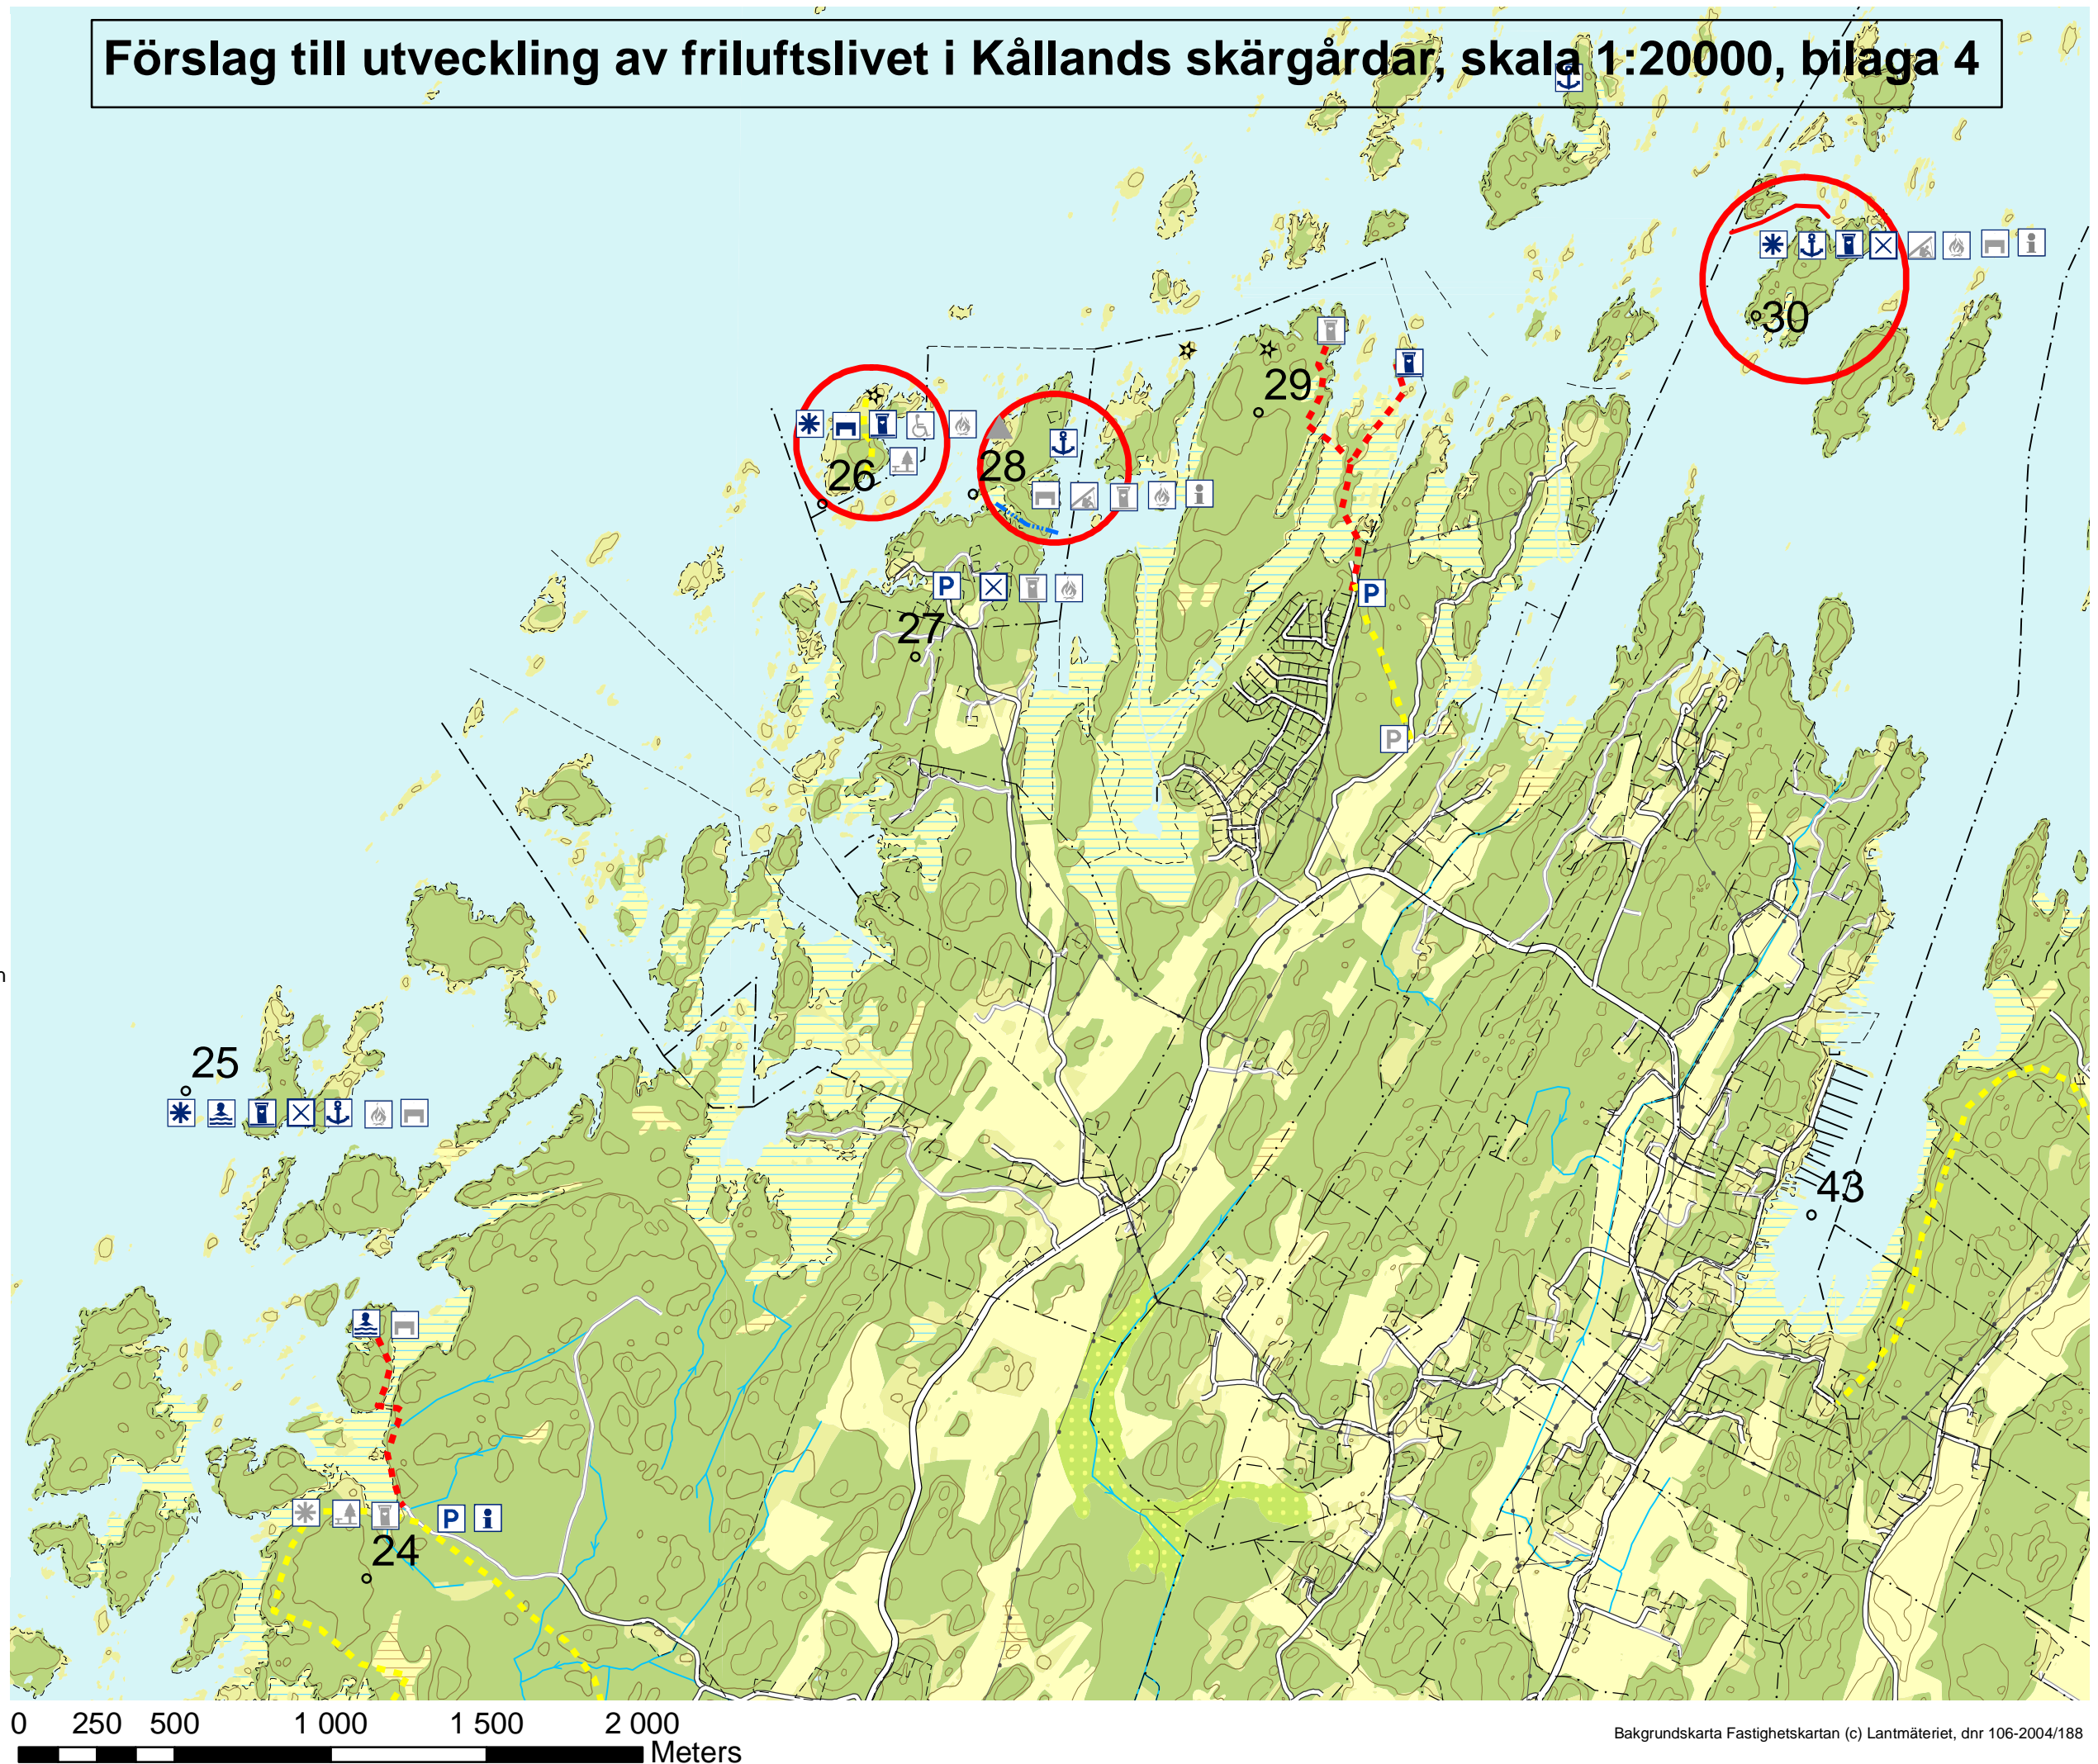 Förslag till utveckling av friluftslivet i Kållands skärgårdar, skala 1:20000, bilaga 4
30
29
26
28
P
P
27
P
n
25
43
P
24
0 250 500 1 000 1 500 2 000
Meters
Bakgrundskarta Fastighetskartan (c) Lantmäteriet, dnr 106-2004/188